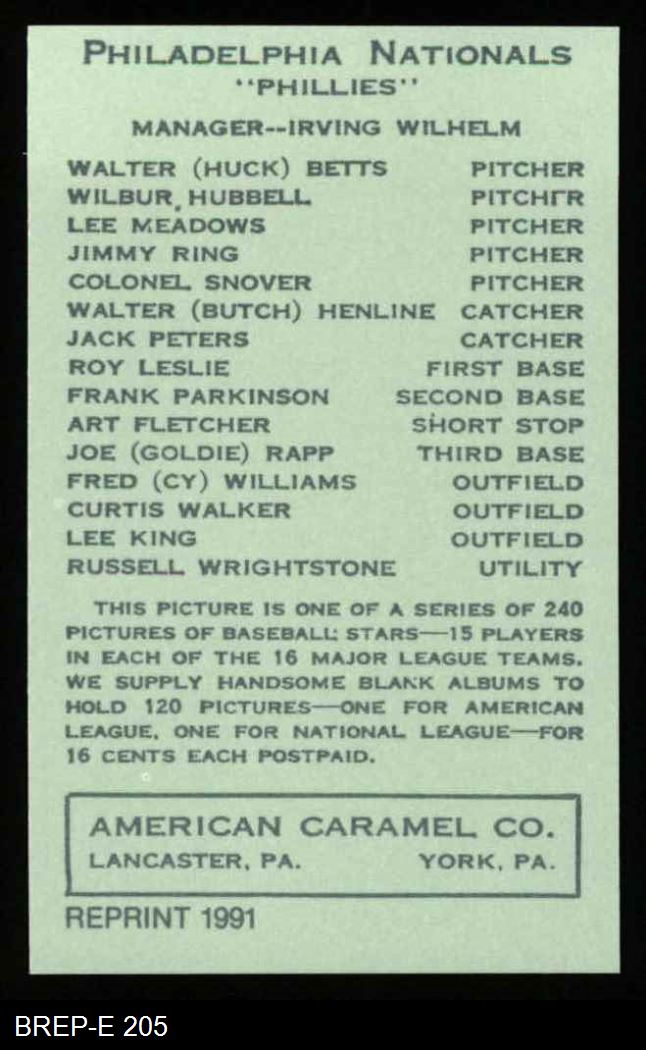 PHILADELPHIA NATIONALS
"PHILLIES"
MANAGER--IRVING WILHELM
WALTER (HUCK) BETTS PITCHER
WILBUR, HUBBELL PITCHER
LEE MEADOWS PITCHER
JIMMY RING PITCHER
COLONEL SNOVER PITCHER
WALTER (BUTCH) HENLINE CATCHER
JACK PETERS CATCHER
ROY LESLIE FIRST BASE
FRANK PARKINSON SECOND BASE
ART FLETCHER SHORT STOP
JOE (GOLDIE) RAPP THIRD BASE
FRED (CY) WILLIAMS OUTFIELD
CURTIS WALKER OUTFIELD
LEE KING OUTFIELD
RUSSELL WRIGHTSTONE UTILITY
THIS PICTURE IS ONE OF A SERIES OF 240
PICTURES OF BASEBALL STARS—15 PLAYERS
IN EACH OF THE 16 MAJOR LEAGUE TEAMS.
WE SUPPLY HANDSOME BLANK ALBUMS TO
HOLD 120 PICTURES—ONE FOR AMERICAN
LEAGUE, ONE FOR NATIONAL LEAGUE—FOR
16 CENTS EACH POSTPAID.
AMERICAN CARAMEL CO.
LANCASTER, PA. YORK, PA.
REPRINT 1991
BREP-E 205